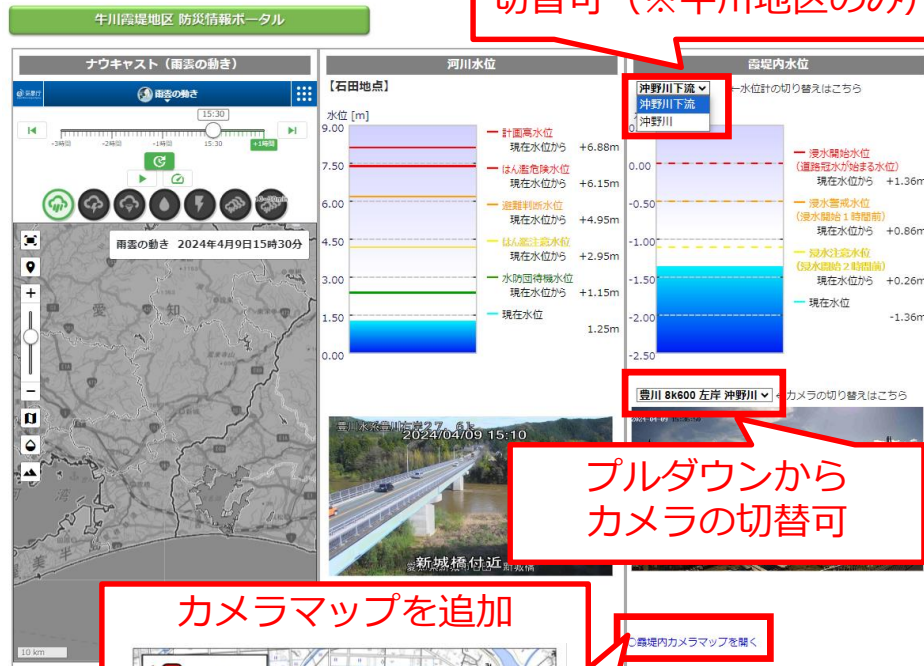 切替可（※牛川地区のみ）
牛川霞堤地区 防災情報ポータル
ナウキャスト（雨雲の動き）
雨雲の動き
15:30
-3時間
-2時間
-1時間
15:30
+1時間
雨雲の動き 2024年4月9日15時30分
愛
知
湾
美
半
10 km
河川水位
【石田地点】
水位 [m]
9.00
7.50
6.00
4.50
3.00
1.50
0.00
計画高水位
現在水位から +6.88m
はん濫危険水位
現在水位から +6.15m
避難判断水位
現在水位から +4.95m
はん濫注意水位
現在水位から +2.95m
水防団待機水位
現在水位から +1.15m
現在水位
1.25m
2024/04/09 15:10
新城橋付近
霞堤内水位
沖野川下流
←水位計の切り替えはこちら
沖野川下流
沖野川
0.00
-0.50
-1.00
-1.50
-2.00
-2.50
浸水開始水位
（道路冠水が始まる水位）
現在水位から +1.36m
浸水警戒水位
（浸水開始１時間前）
現在水位から +0.86m
浸水注意水位
（浸水開始２時間前）
現在水位から +0.26m
現在水位
-1.36m
豊川 8k600 左岸 沖野川
カメラの切り替えはこちら
プルダウンから
カメラの切替可
カメラマップを追加
○霞堤内カメラマップを開く